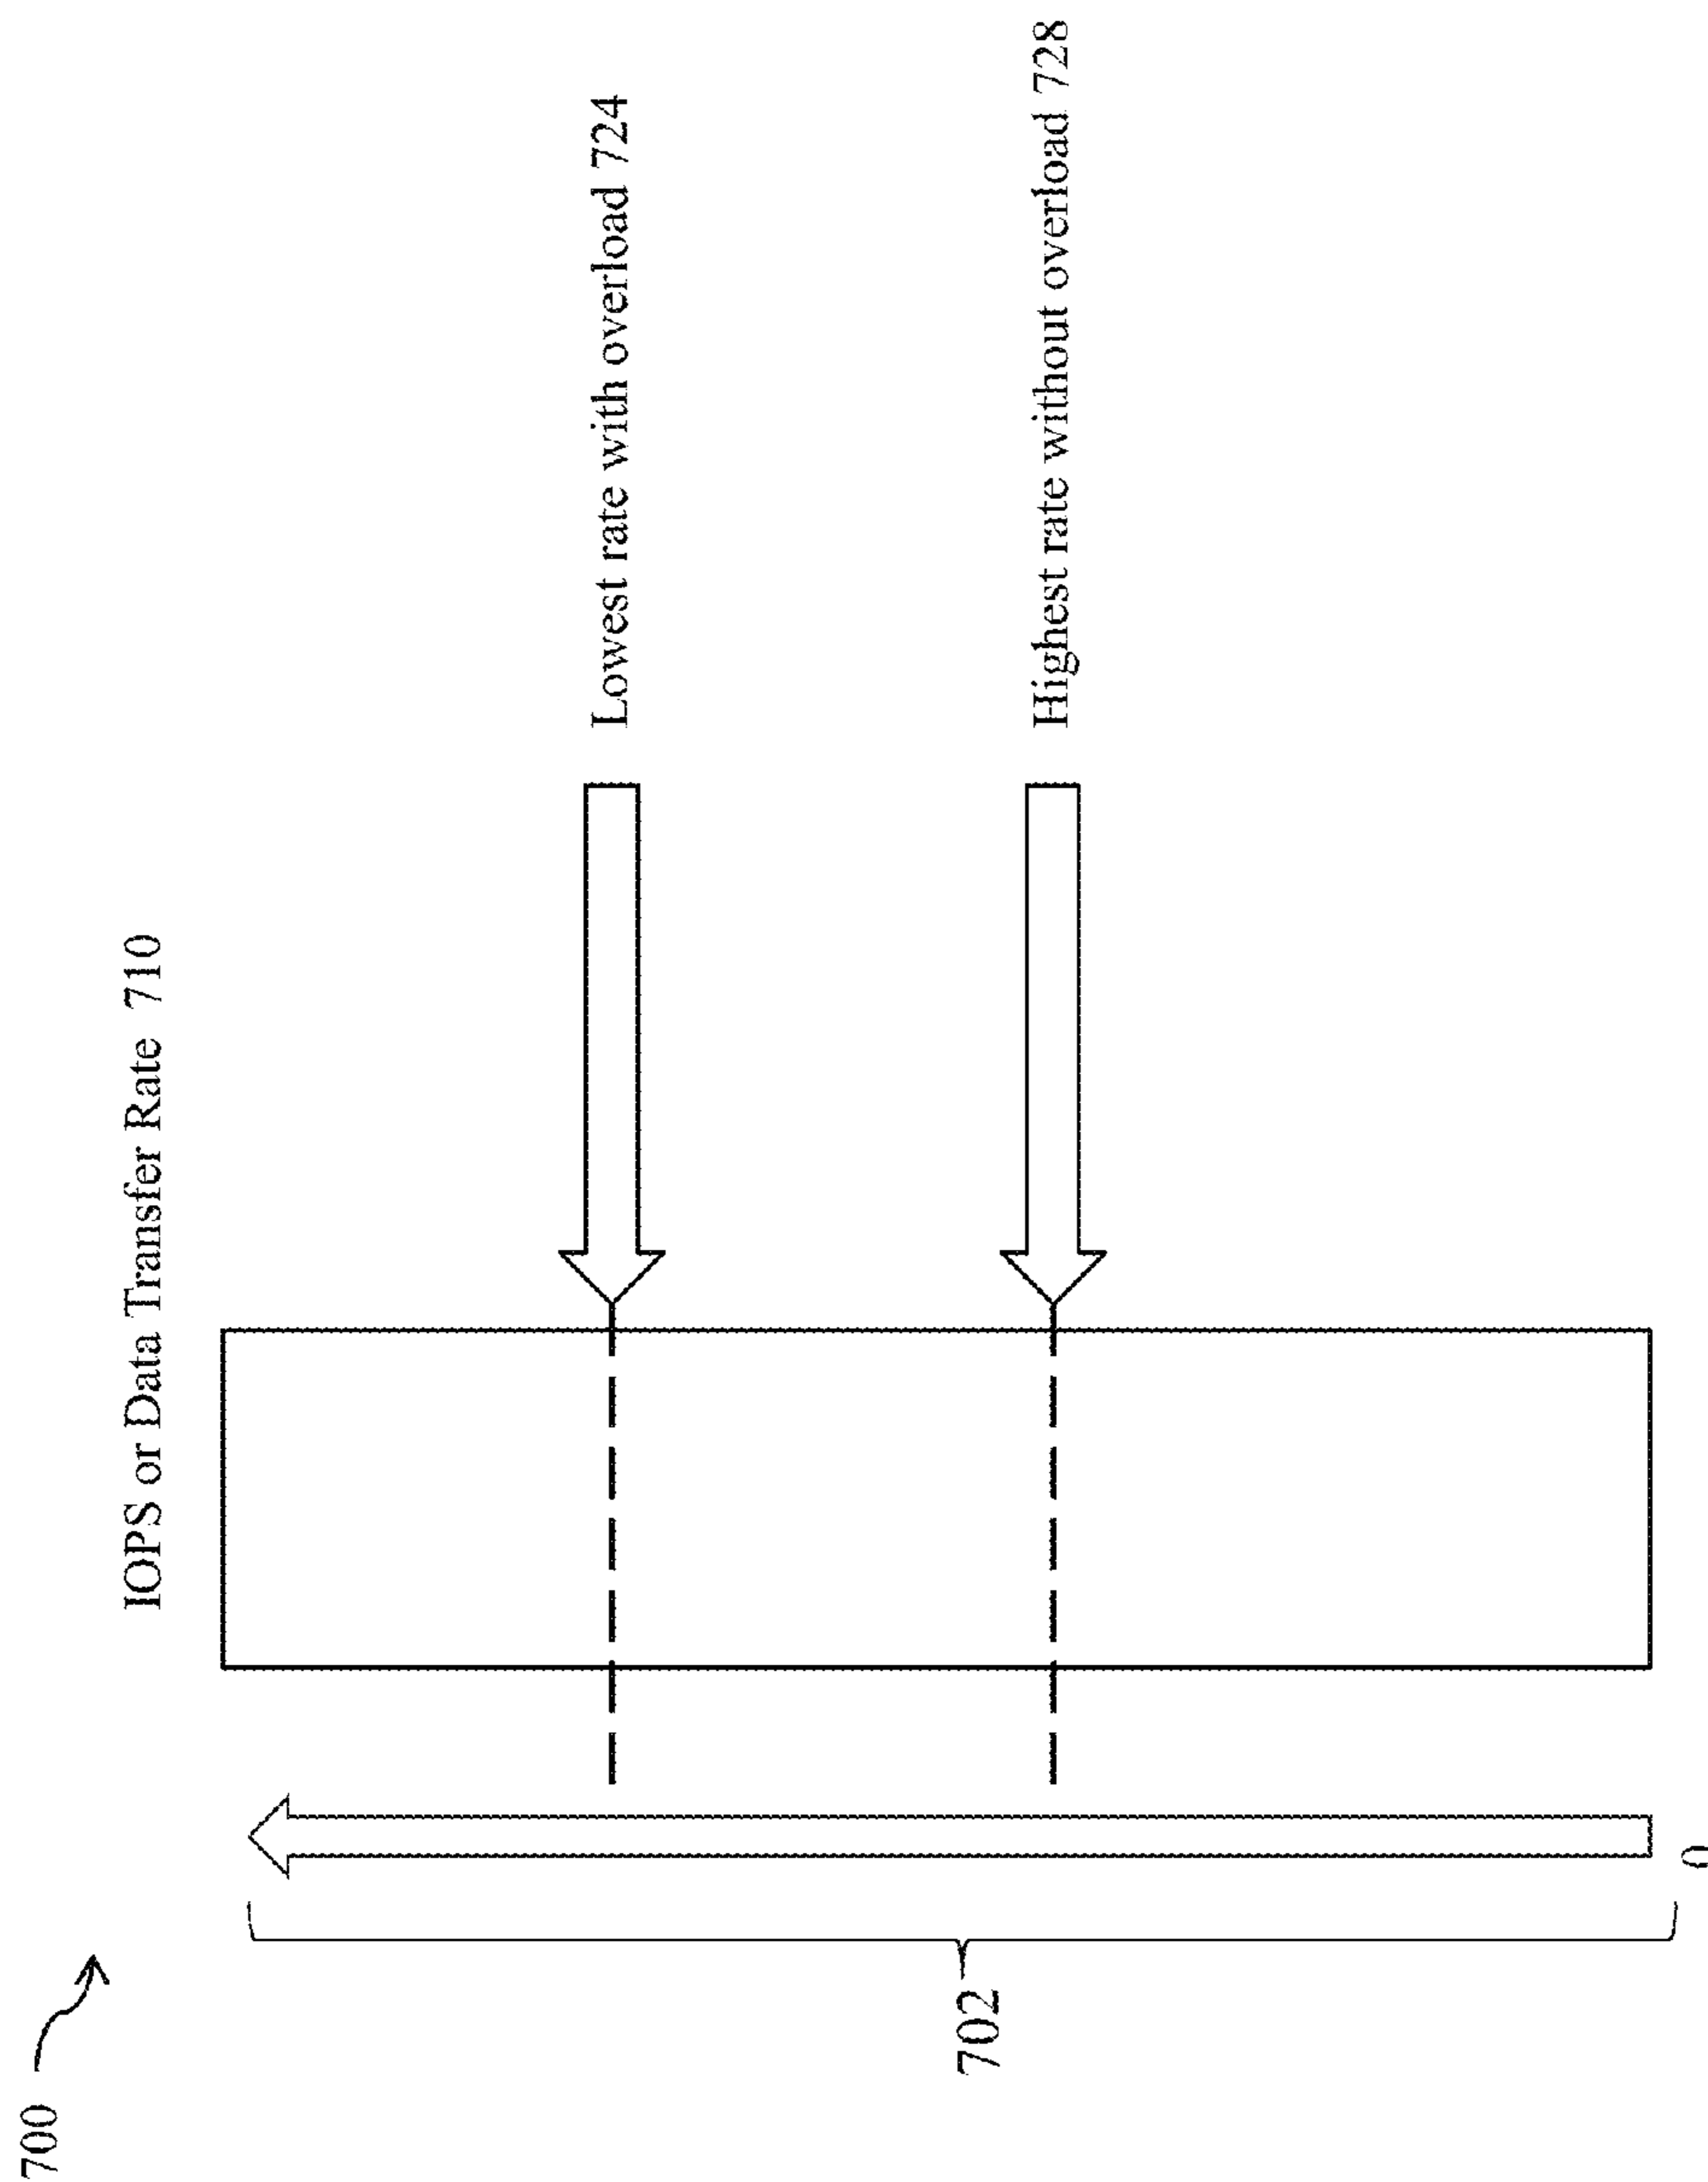 700
IOPS or Data Transfer Rate 710
Lowest rate with overload 724
Highest rate without overload 728
702
0